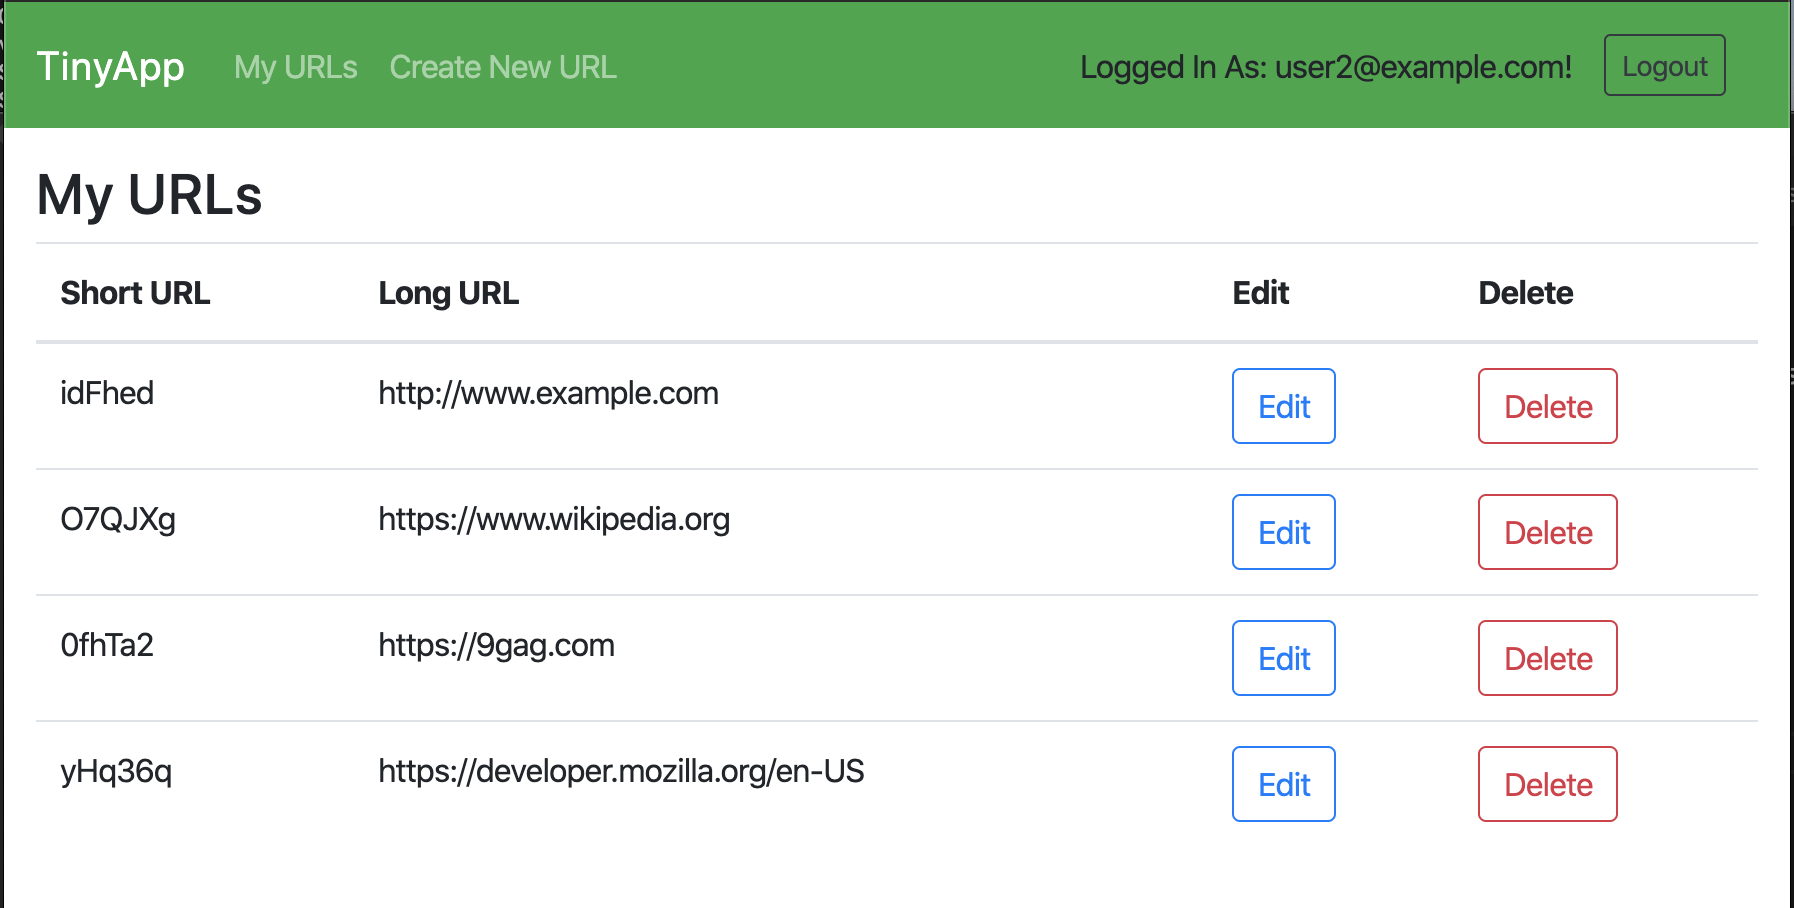 TinyApp My URLs Create New URL Logged In As: user2@example.com! Logout
My URLs
Short URL Long URL Edit Delete
idFhed http://www.example.com Edit Delete
O7QJXg https://www.wikipedia.org Edit Delete
0fhTa2 https://9gag.com Edit Delete
yHq36q https://developer.mozilla.org/en-US Edit Delete